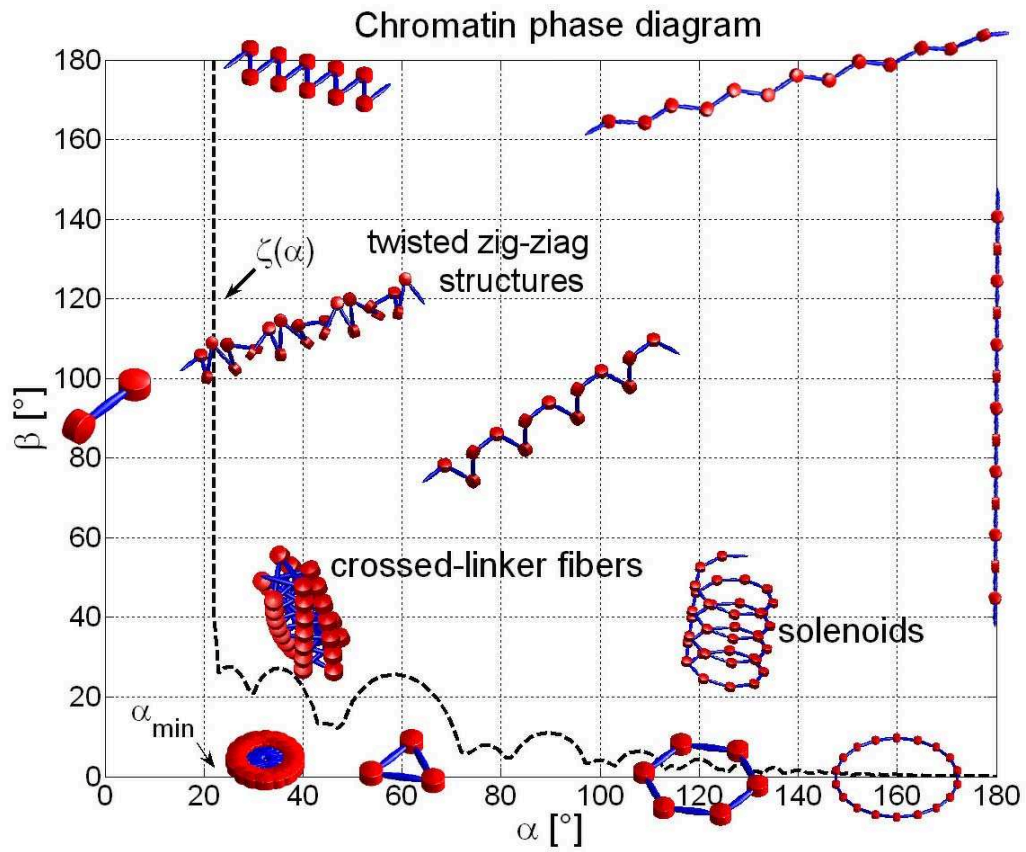 Chromatin phase diagram
180
160
140
120
100
80
60
40
20
0
β [°]
ζ(α)
twisted zig-ziag
structures
crossed-linker fibers
solenoids
αmin
0 20 40 60 80 100 120 140 160 180
α [°]